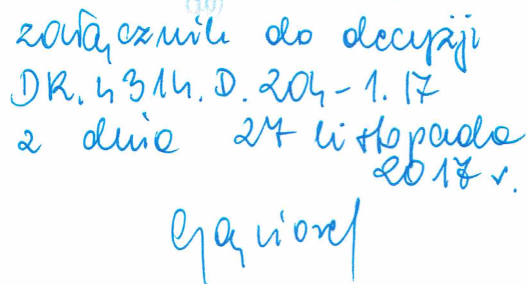 załącznik do decyzji
DR.4314.D.204-1.17
z dnia 27 listopada
2017 r.